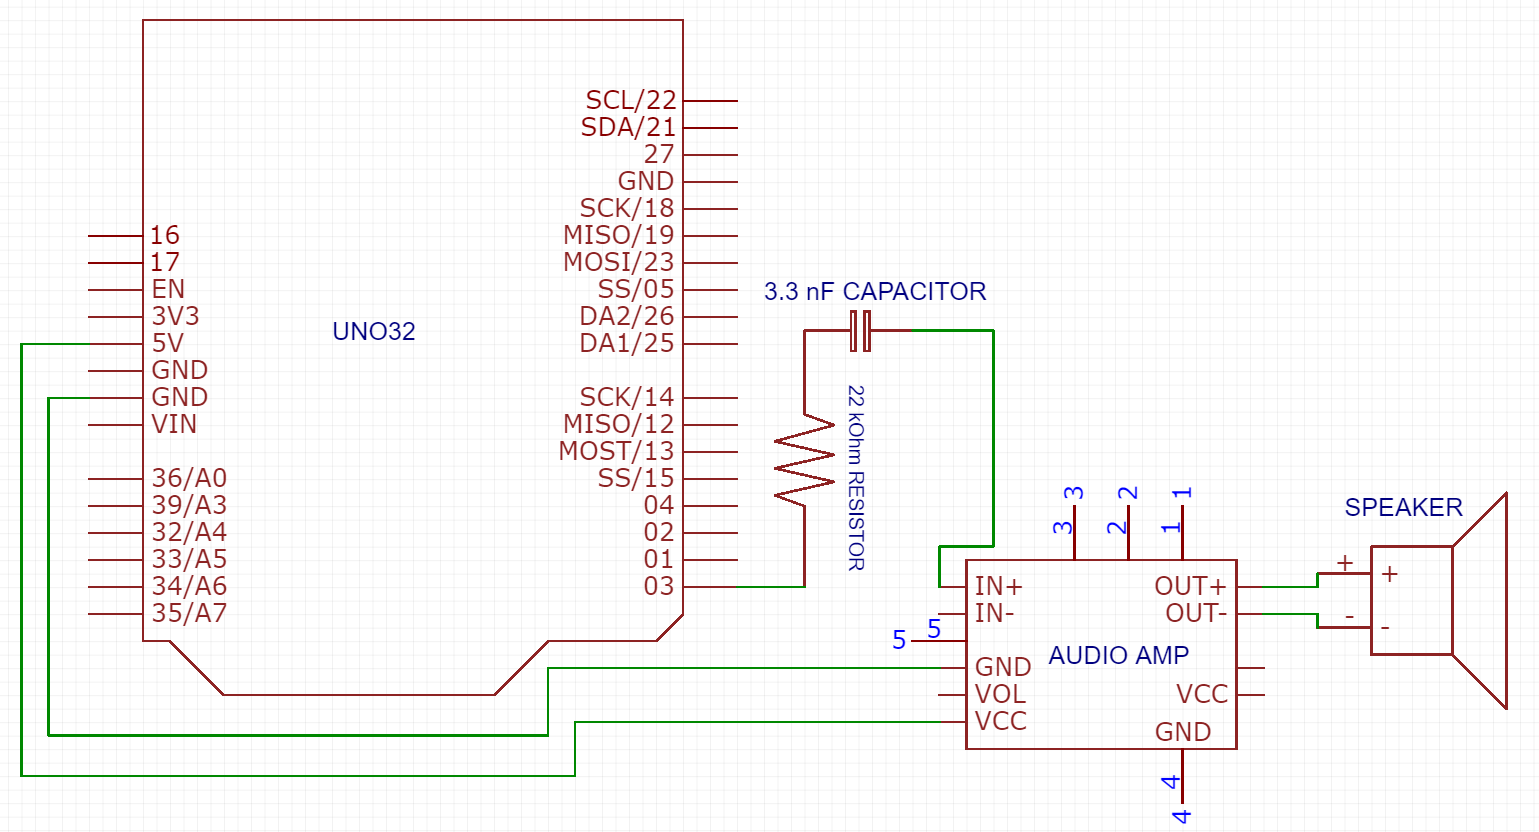 SCL/22
SDA/21
27
GND
SCK/18
16
MISO/19
17
MOSI/23
EN
SS/05
3V3
DA2/26
5V
DA1/25
GND
GND
SCK/14
VIN
MISO/12
MOST/13
36/A0
SS/15
39/A3
04
32/A4
02
33/A5
01
34/A6
03
35/A7
UNO32
3.3 nF CAPACITOR
22 kOhm RESISTOR
3
2
1
3
2
1
IN+
OUT+
IN-
OUT-
5
5
GND
AUDIO AMP
VOL
VCC
VCC
GND
4
4
SPEAKER
+
+
-
-